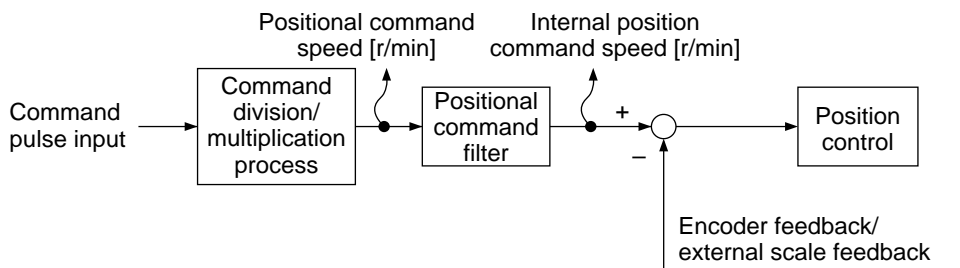 Positional command
speed [r/min]
Internal position
command speed [r/min]
Command
pulse input
Command
division/
multiplication
process
Positional
command
filter
+
−
Position
control
Encoder feedback/
external scale feedback